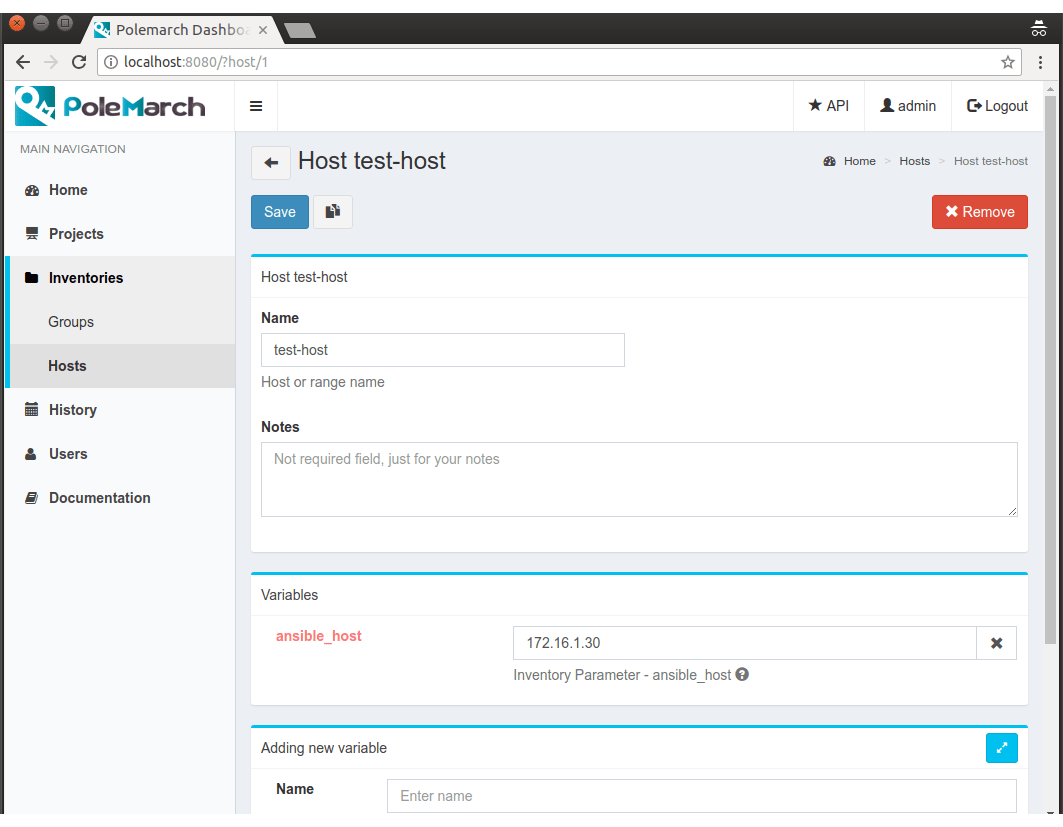 Polemarch Dashboa
localhost:8080/?host/1
PoleMarch
API
admin
Logout
MAIN NAVIGATION
Home
Projects
Inventories
Groups
Hosts
History
Users
Documentation
Host test-host
Home > Hosts > Host test-host
Save
Remove
Host test-host
Name
test-host
Host or range name
Notes
Not required field, just for your notes
Variables
ansible_host
172.16.1.30
Inventory Parameter - ansible_host
Adding new variable
Name
Enter name